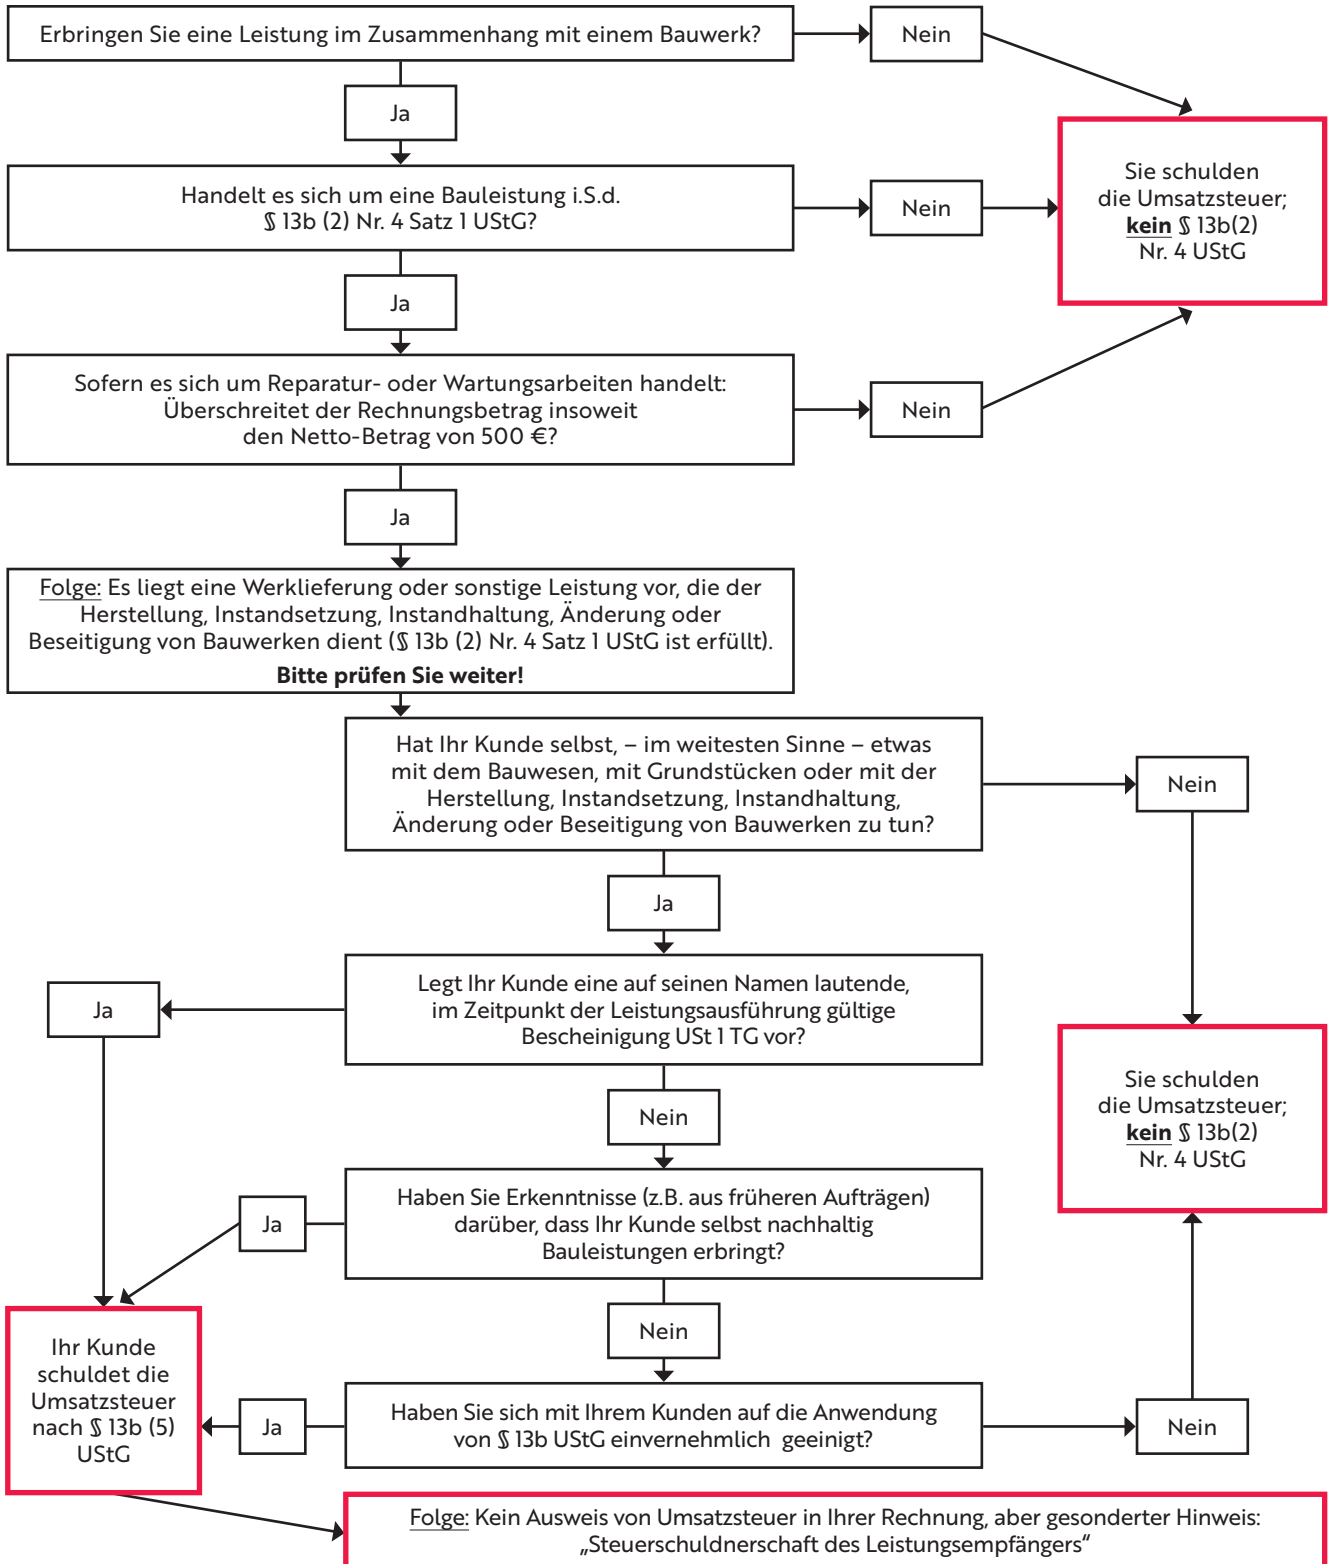 Erbringen Sie eine Leistung im Zusammenhang mit einem Bauwerk?
Nein
Ja
Sie schulden
die Umsatzsteuer;
kein § 13b(2)
Nr. 4 UStG
Handelt es sich um eine Bauleistung i.S.d.
§ 13b (2) Nr. 4 Satz 1 UStG?
Nein
Ja
Sofern es sich um Reparatur- oder Wartungsarbeiten handelt:
Überschreitet der Rechnungsbetrag insoweit
den Netto-Betrag von 500 €?
Nein
Ja
Folge: Es liegt eine Werklieferung oder sonstige Leistung vor, die der
Herstellung, Instandsetzung, Instandhaltung, Änderung oder
Beseitigung von Bauwerken dient (§ 13b (2) Nr. 4 Satz 1 UStG ist erfüllt).
Bitte prüfen Sie weiter!
Hat Ihr Kunde selbst, – im weitesten Sinne – etwas
mit dem Bauwesen, mit Grundstücken oder mit der
Herstellung, Instandsetzung, Instandhaltung,
Änderung oder Beseitigung von Bauwerken zu tun?
Nein
Ja
Legt Ihr Kunde eine auf seinen Namen lautende,
im Zeitpunkt der Leistungsausführung gültige
Bescheinigung USt 1 TG vor?
Ja
Nein
Sie schulden
die Umsatzsteuer;
kein § 13b(2)
Nr. 4 UStG
Haben Sie Erkenntnisse (z.B. aus früheren Aufträgen)
darüber, dass Ihr Kunde selbst nachhaltig
Bauleistungen erbringt?
Ja
Nein
Ihr Kunde
schuldet die
Umsatzsteuer
nach § 13b (5)
UStG
Ja
Haben Sie sich mit Ihrem Kunden auf die Anwendung
von § 13b UStG einvernehmlich geeinigt?
Nein
Folge: Kein Ausweis von Umsatzsteuer in Ihrer Rechnung, aber gesonderter Hinweis:
„Steuerschuldnerschaft des Leistungsempfängers“